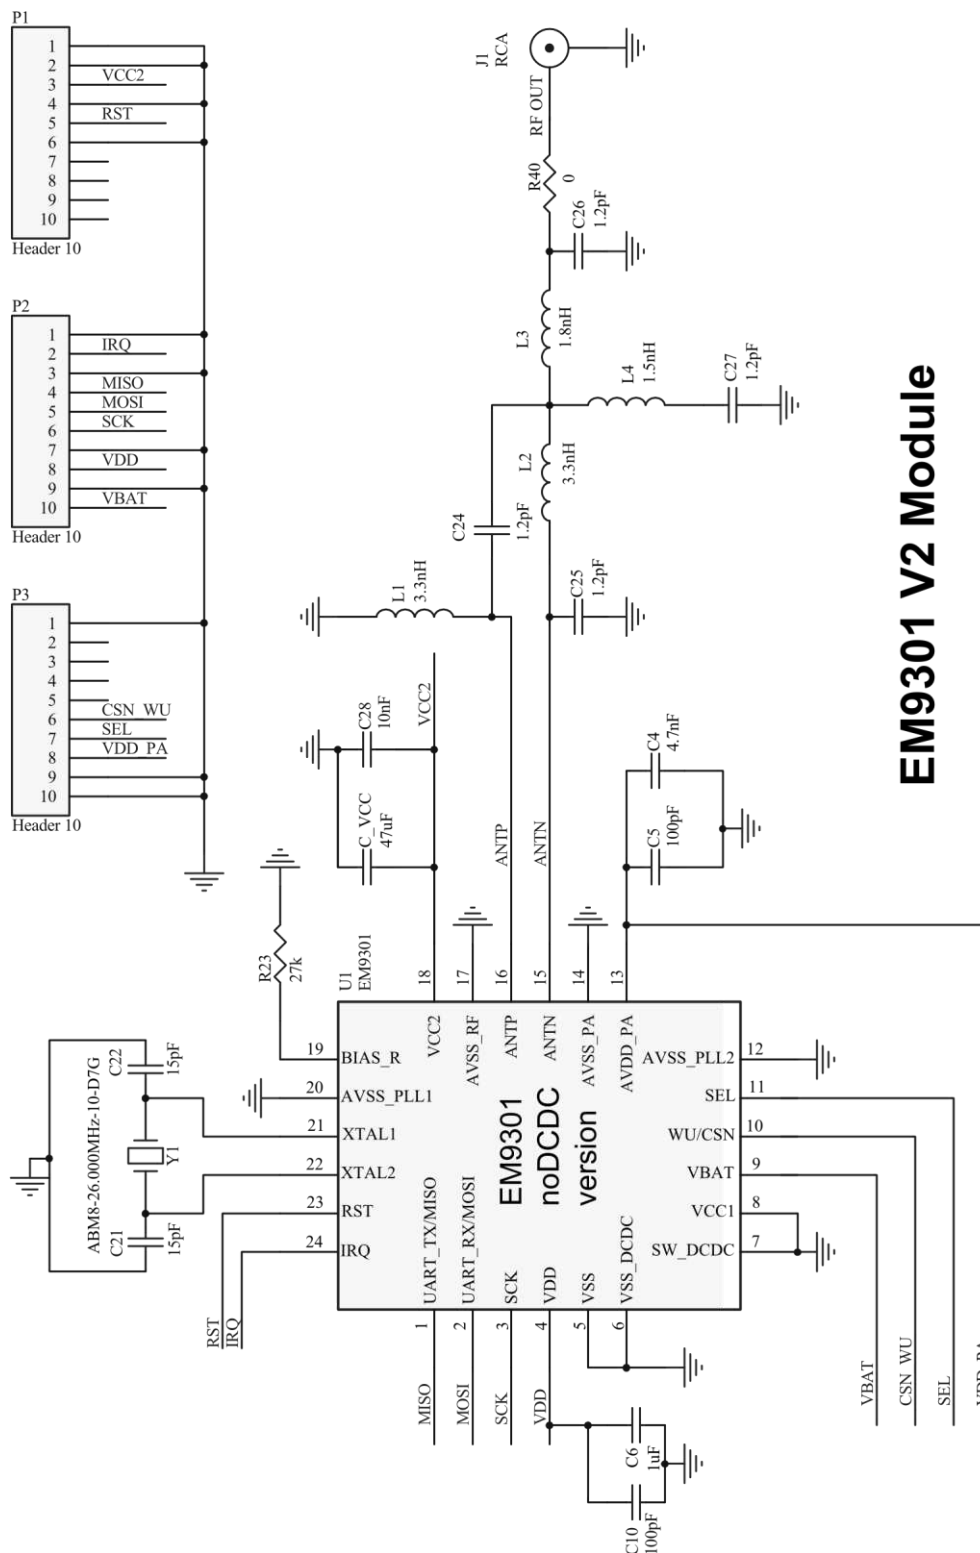 P1
1
2
VCC2
3
4
RST
5
6
7
8
9
10
Header 10
P2
1
IRQ
2
3
MISO
4
MOSI
5
SCK
6
7
VDD
8
9
VBAT
10
Header 10
P3
1
2
3
4
5
CSN_WU
6
SEL
7
VDD_PA
8
9
10
Header 10
J1
RCA
RF OUT
R40
0
C26
1.2pF
L3
1.8nH
L4
1.5nH
C27
1.2pF
L2
3.3nH
C24
1.2pF
L1
3.3nH
C25
1.2pF
VCC2
C28
10nF
C_VCC
47uF
ANTP
ANTN
C4
4.7nF
C5
100pF
EM9301 V2 Module
R23
27k
U1
EM9301
18
17
16
15
14
13
VCC2
AVSS_RF
ANTP
ANTN
AVSS_PA
AVDD_PA
19
BIAS_R
20
AVSS_PLL1
21
XTAL1
22
XTAL2
23
RST
24
IRQ
EM9301
noDCDC
version
AVSS_PLL2
12
SEL
11
WU/CSN
10
VBAT
9
VCC1
8
SW_DCDC
7
UART_TX/MISO
UART_RX/MOSI
SCK
VDD
VSS
VSS_DCDC
1
2
3
4
5
6
C22
15pF
ABM8-26.000MHz-10-D7G
Y1
C21
15pF
RST
IRQ
MISO
MOSI
SCK
VDD
C6
1uF
C10
100pF
VBAT
CSN_WU
SEL
VDD_PA